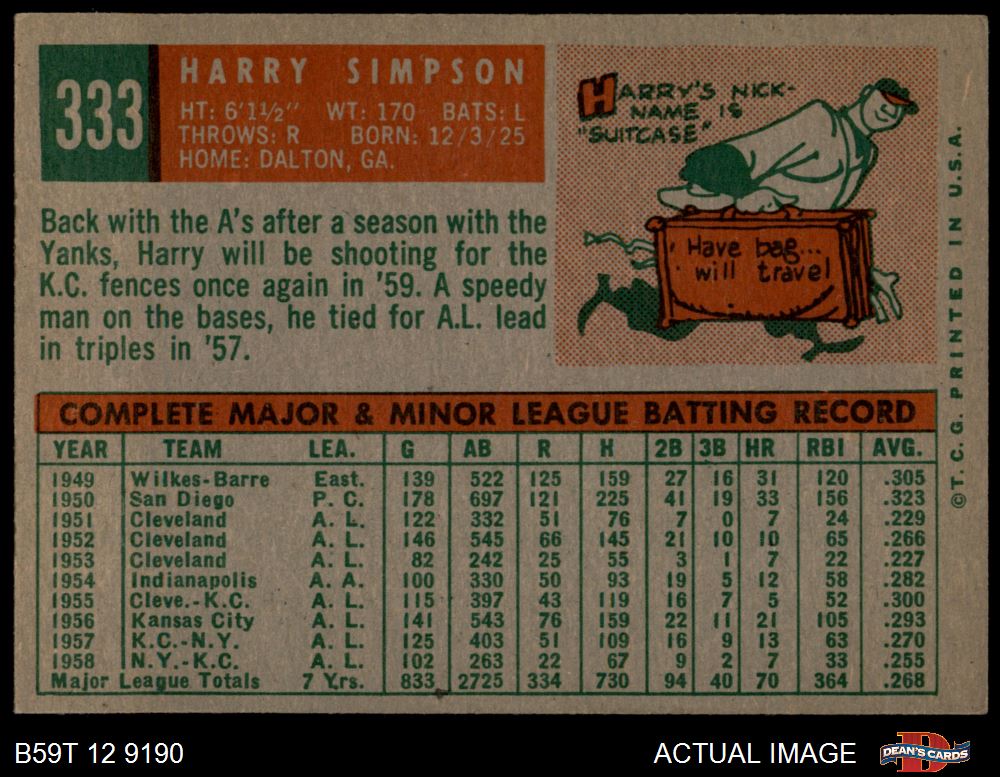 333
HARRY SIMPSON
HT: 6'1½" WT: 170 BATS: L
THROWS: R BORN: 12/3/25
HOME: DALTON, GA.
HARRY'S NICK-
NAME IS
"SUITCASE"
Have bag...
will travel
Back with the A's after a season with the
Yanks, Harry will be shooting for the
K.C. fences once again in '59. A speedy
man on the bases, he tied for A.L. lead
in triples in '57.
COMPLETE MAJOR & MINOR LEAGUE BATTING RECORD
YEAR TEAM LEA. G AB R H 2B 3B HR RBI AVG.
1949 Wilkes-Barre East. 139 522 125 159 27 16 31 120 .305
1950 San Diego P. C. 178 697 121 225 41 19 33 156 .323
1951 Cleveland A. L. 122 332 51 76 7 0 7 24 .229
1952 Cleveland A. L. 146 545 66 145 21 10 10 65 .266
1953 Cleveland A. L. 82 242 25 55 3 1 7 22 .227
1954 Indianapolis A. A. 100 330 50 93 19 5 12 58 .282
1955 Cleve.-K.C. A. L. 115 397 43 119 16 7 5 52 .300
1956 Kansas City A. L. 141 543 76 159 22 11 21 105 .293
1957 K.C.-N.Y. A. L. 125 403 51 109 16 9 13 63 .270
1958 N.Y.-K.C. A. L. 102 263 22 67 9 2 7 33 .255
Major League Totals 7 Yrs. 833 2725 334 730 94 40 70 364 .268
©T. C. G. PRINTED IN U.S.A.
B59T 12 9190
ACTUAL IMAGE
DEAN'S CARDS